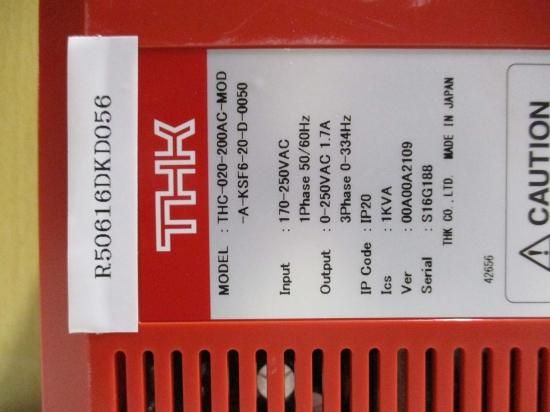 R50616DKD056
THK
MODEL : THC-020-200AC-MOD
-A-KSF6-20-D-0050
Input : 170-250VAC
1Phase 50/60Hz
Output : 0-250VAC 1.7A
3Phase 0-334Hz
IP Code : IP20
Ics : 1KVA
Ver : 00A00A2109
Serial : S16G188
THK CO.,LTD. MADE IN JAPAN
42656
CAUTION